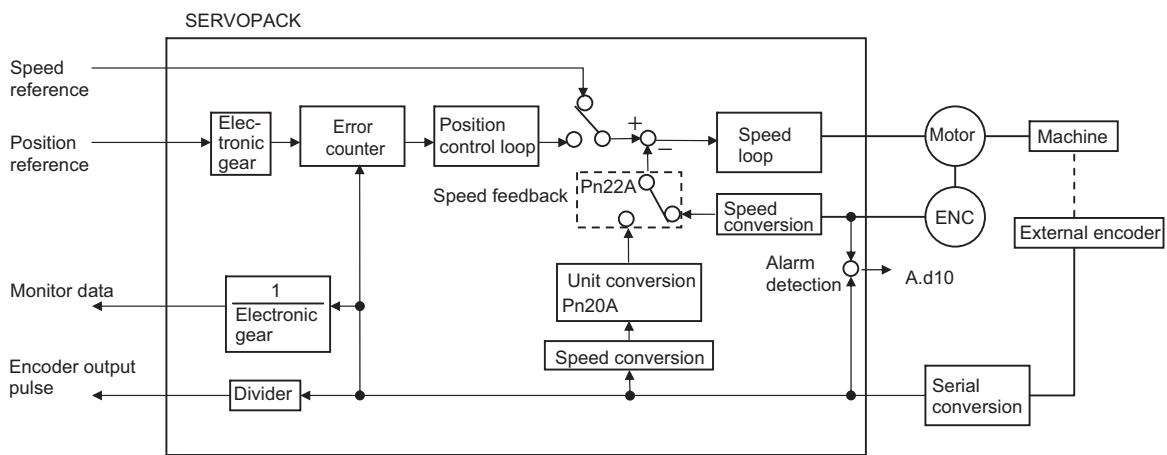 SERVOPACK
Speed
reference
Position
reference
Elec-
tronic
gear
Error
counter
Position
control loop
+
−
Speed
loop
Motor
Machine
Speed feedback
Pn22A
Speed
conversion
ENC
External encoder
Unit conversion
Pn20A
Alarm
detection
A.d10
Monitor data
1
Electronic
gear
Speed conversion
Encoder output
pulse
Divider
Serial
conversion